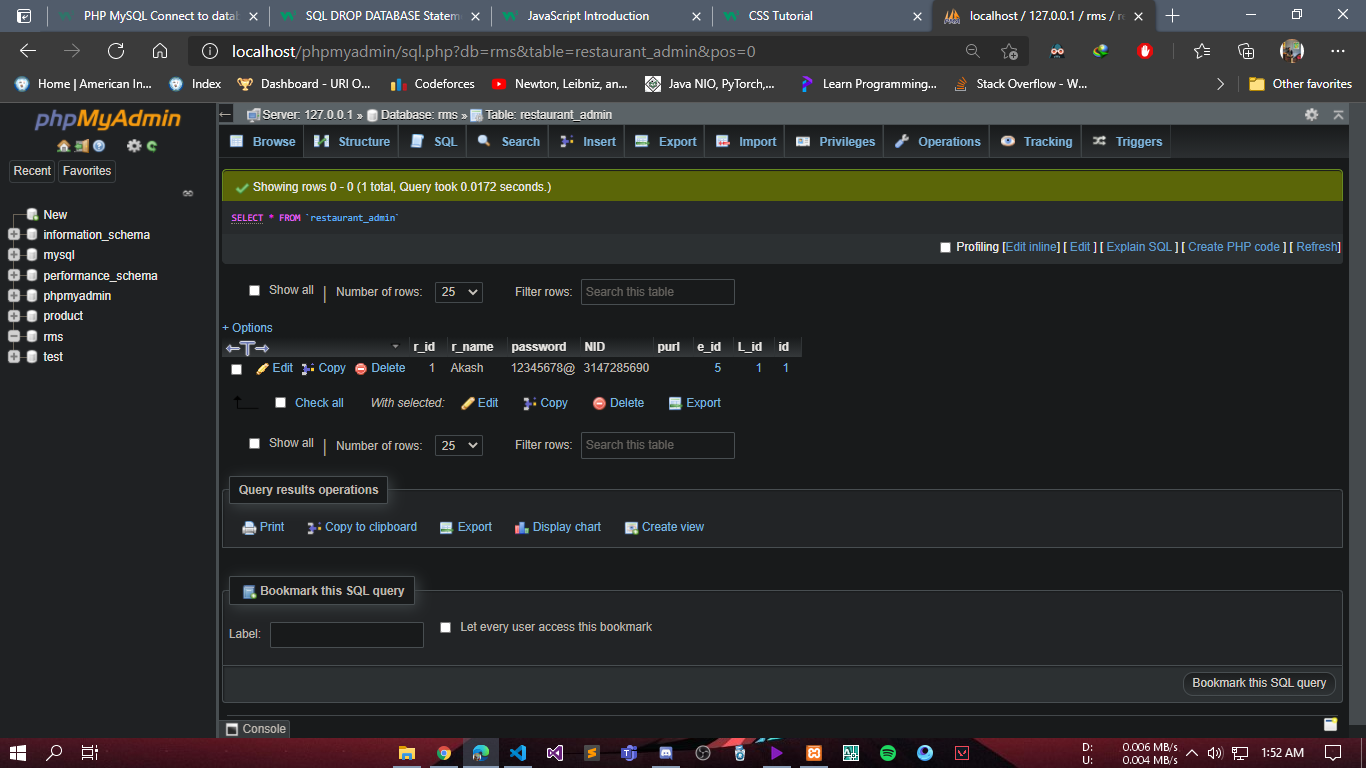 PHP MySQL Connect to datab
SQL DROP DATABASE Statem
JavaScript Introduction
CSS Tutorial
localhost / 127.0.0.1 / rms / re
localhost/phpmyadmin/sql.php?db=rms&table=restaurant_admin&pos=0
Home | American In...
Index
Dashboard - URI O...
Codeforces
Newton, Leibniz, an...
Java NIO, PyTorch,...
Learn Programming...
Stack Overflow - W...
Other favorites
phpMyAdmin
Recent Favorites
New
information_schema
mysql
performance_schema
phpmyadmin
product
rms
test
Server: 127.0.0.1 » Database: rms » Table: restaurant_admin
Browse Structure SQL Search Insert Export Import Privileges Operations Tracking Triggers
Showing rows 0 - 0 (1 total, Query took 0.0172 seconds.)
SELECT * FROM `restaurant_admin`
Profiling [Edit inline] [ Edit ] [ Explain SQL ] [ Create PHP code ] [ Refresh]
Show all | Number of rows: 25 Filter rows: Search this table
+ Options
r_id r_name password NID purl e_id L_id id
Edit Copy Delete 1 Akash 12345678@ 3147285690 5 1 1
Check all With selected: Edit Copy Delete Export
Show all | Number of rows: 25 Filter rows: Search this table
Query results operations
Print Copy to clipboard Export Display chart Create view
Bookmark this SQL query
Label: Let every user access this bookmark
Bookmark this SQL query
Console
D: 0.006 MB/s
U: 0.004 MB/s
1:52 AM